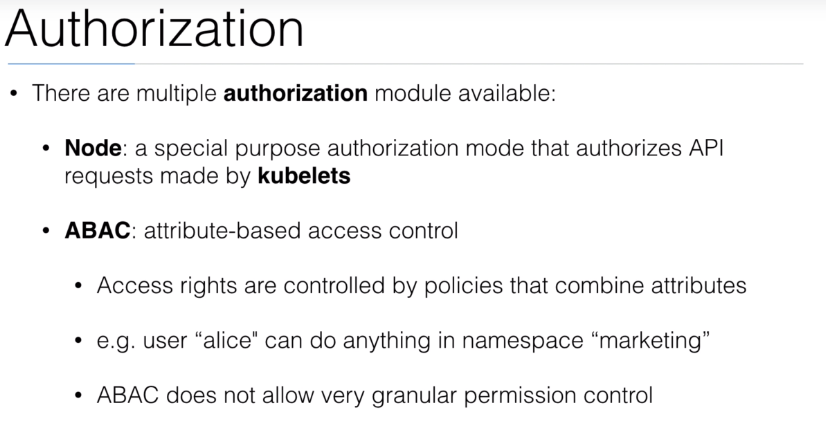 Authorization
• There are multiple authorization module available:
• Node: a special purpose authorization mode that authorizes API
requests made by kubelets
• ABAC: attribute-based access control
• Access rights are controlled by policies that combine attributes
• e.g. user “alice" can do anything in namespace “marketing”
• ABAC does not allow very granular permission control